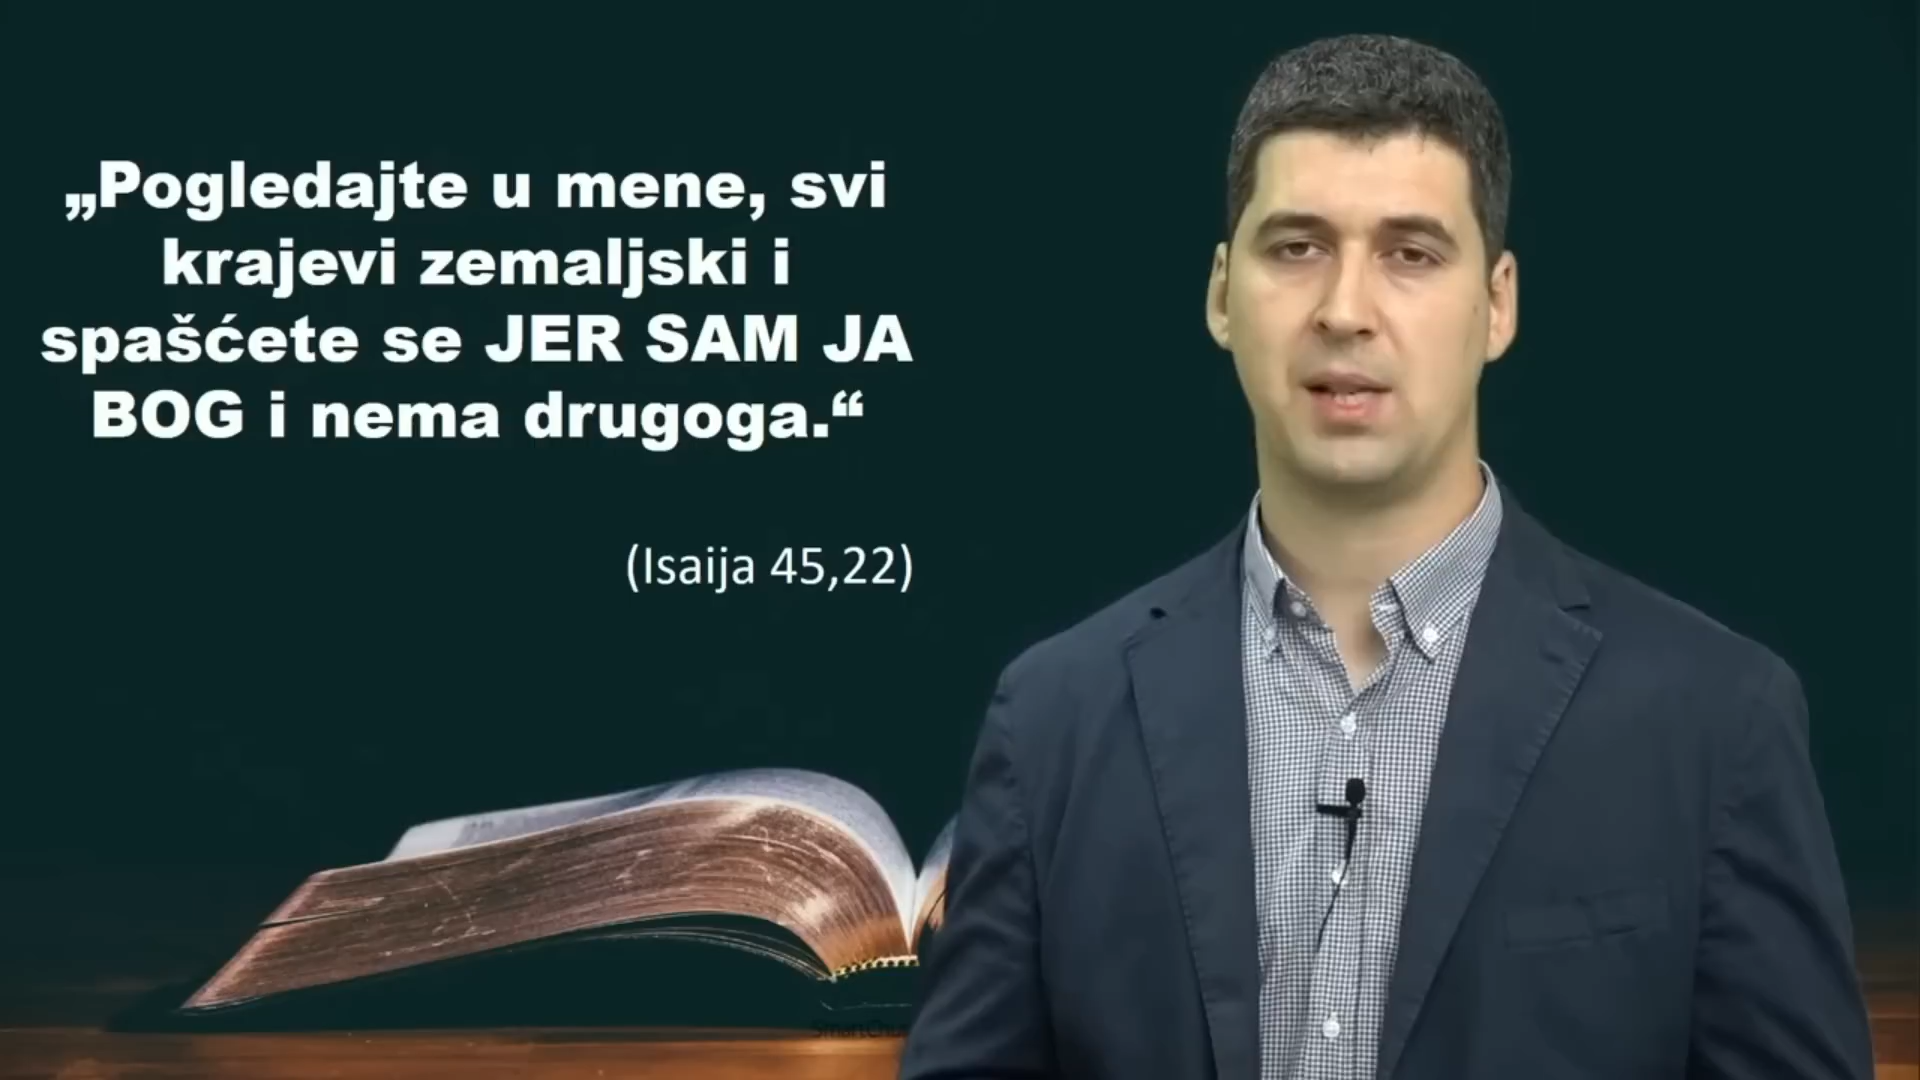 „Pogledajte u mene, svi
krajevi zemaljski i
spašćete se JER SAM JA
BOG i nema drugoga.“
(Isaija 45,22)